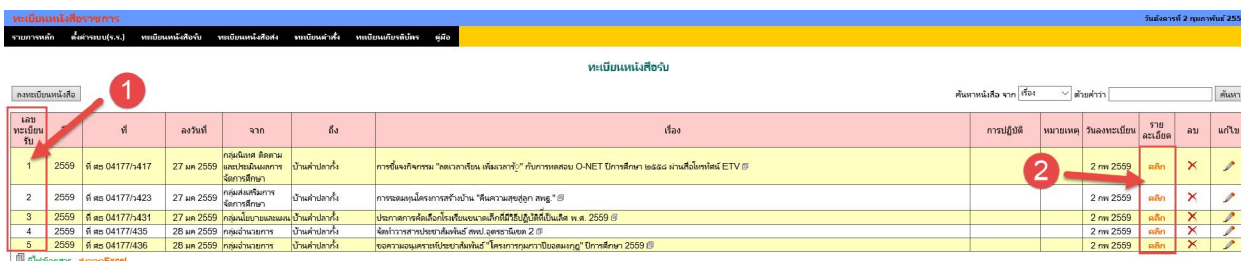 ทะเบียนหนังสือราชการ
วันอังคารที่ 2 กุมภาพันธ์ 255
รายการหลัก ตั้งค่าระบบ(ร.ร.) ทะเบียนหนังสือรับ ทะเบียนหนังสือส่ง ทะเบียนคำสั่ง ทะเบียนเกียรติบัตร คู่มือ
ทะเบียนหนังสือรับ
ลงทะเบียนหนังสือ 1 ค้นหาหนังสือ จาก เรื่อง ด้วยคำว่า ค้นหา
เลขทะเบียนรับ ที่ ลงวันที่ จาก ถึง เรื่อง การปฏิบัติ หมายเหตุ วันลงทะเบียน รายละเอียด ลบ แก้ไข
1 2559 ที่ ศธ 04177/ว417 27 มค 2559 กลุ่มนิเทศ ติดตามและประเมินผลการจัดการศึกษา บ้านคำปลากั้ง การชี้แจงกิจกรรม "ลดเวลาเรียน เพิ่มเวลารู้" กับการทดสอบ O-NET ปีการศึกษา ๒๕๕๘ ผ่านสื่อโทรทัศน์ ETV 2 กพ 2559 คลิก
2
2 2559 ที่ ศธ 04177/ว423 27 มค 2559 กลุ่มส่งเสริมการจัดการศึกษา บ้านคำปลากั้ง การระดมทุนโครงการสร้างบ้าน "คืนความสุขสู่ลูก สพฐ." 2 กพ 2559 คลิก
3 2559 ที่ ศธ 04177/ว431 27 มค 2559 กลุ่มนโยบายและแผน บ้านคำปลากั้ง ประกาศการคัดเลือกโรงเรียนขนาดเล็กที่มีวิธีปฏิบัติที่เป็นเลิศ พ.ศ. 2559 2 กพ 2559 คลิก
4 2559 ที่ ศธ 04177/435 28 มค 2559 กลุ่มอำนวยการ บ้านคำปลากั้ง จัดทำวารสารประชาสัมพันธ์ สพป.อุดรธานีเขต 2 2 กพ 2559 คลิก
5 2559 ที่ ศธ 04177/436 28 มค 2559 กลุ่มอำนวยการ บ้านคำปลากั้ง ขอความอนุเคราะห์ประชาสัมพันธ์ "โครงการกุมภวาปียอดมงกุฎ" ปีการศึกษา 2559 2 กพ 2559 คลิก
มีไฟล์เอกสาร ส่งออกExcel